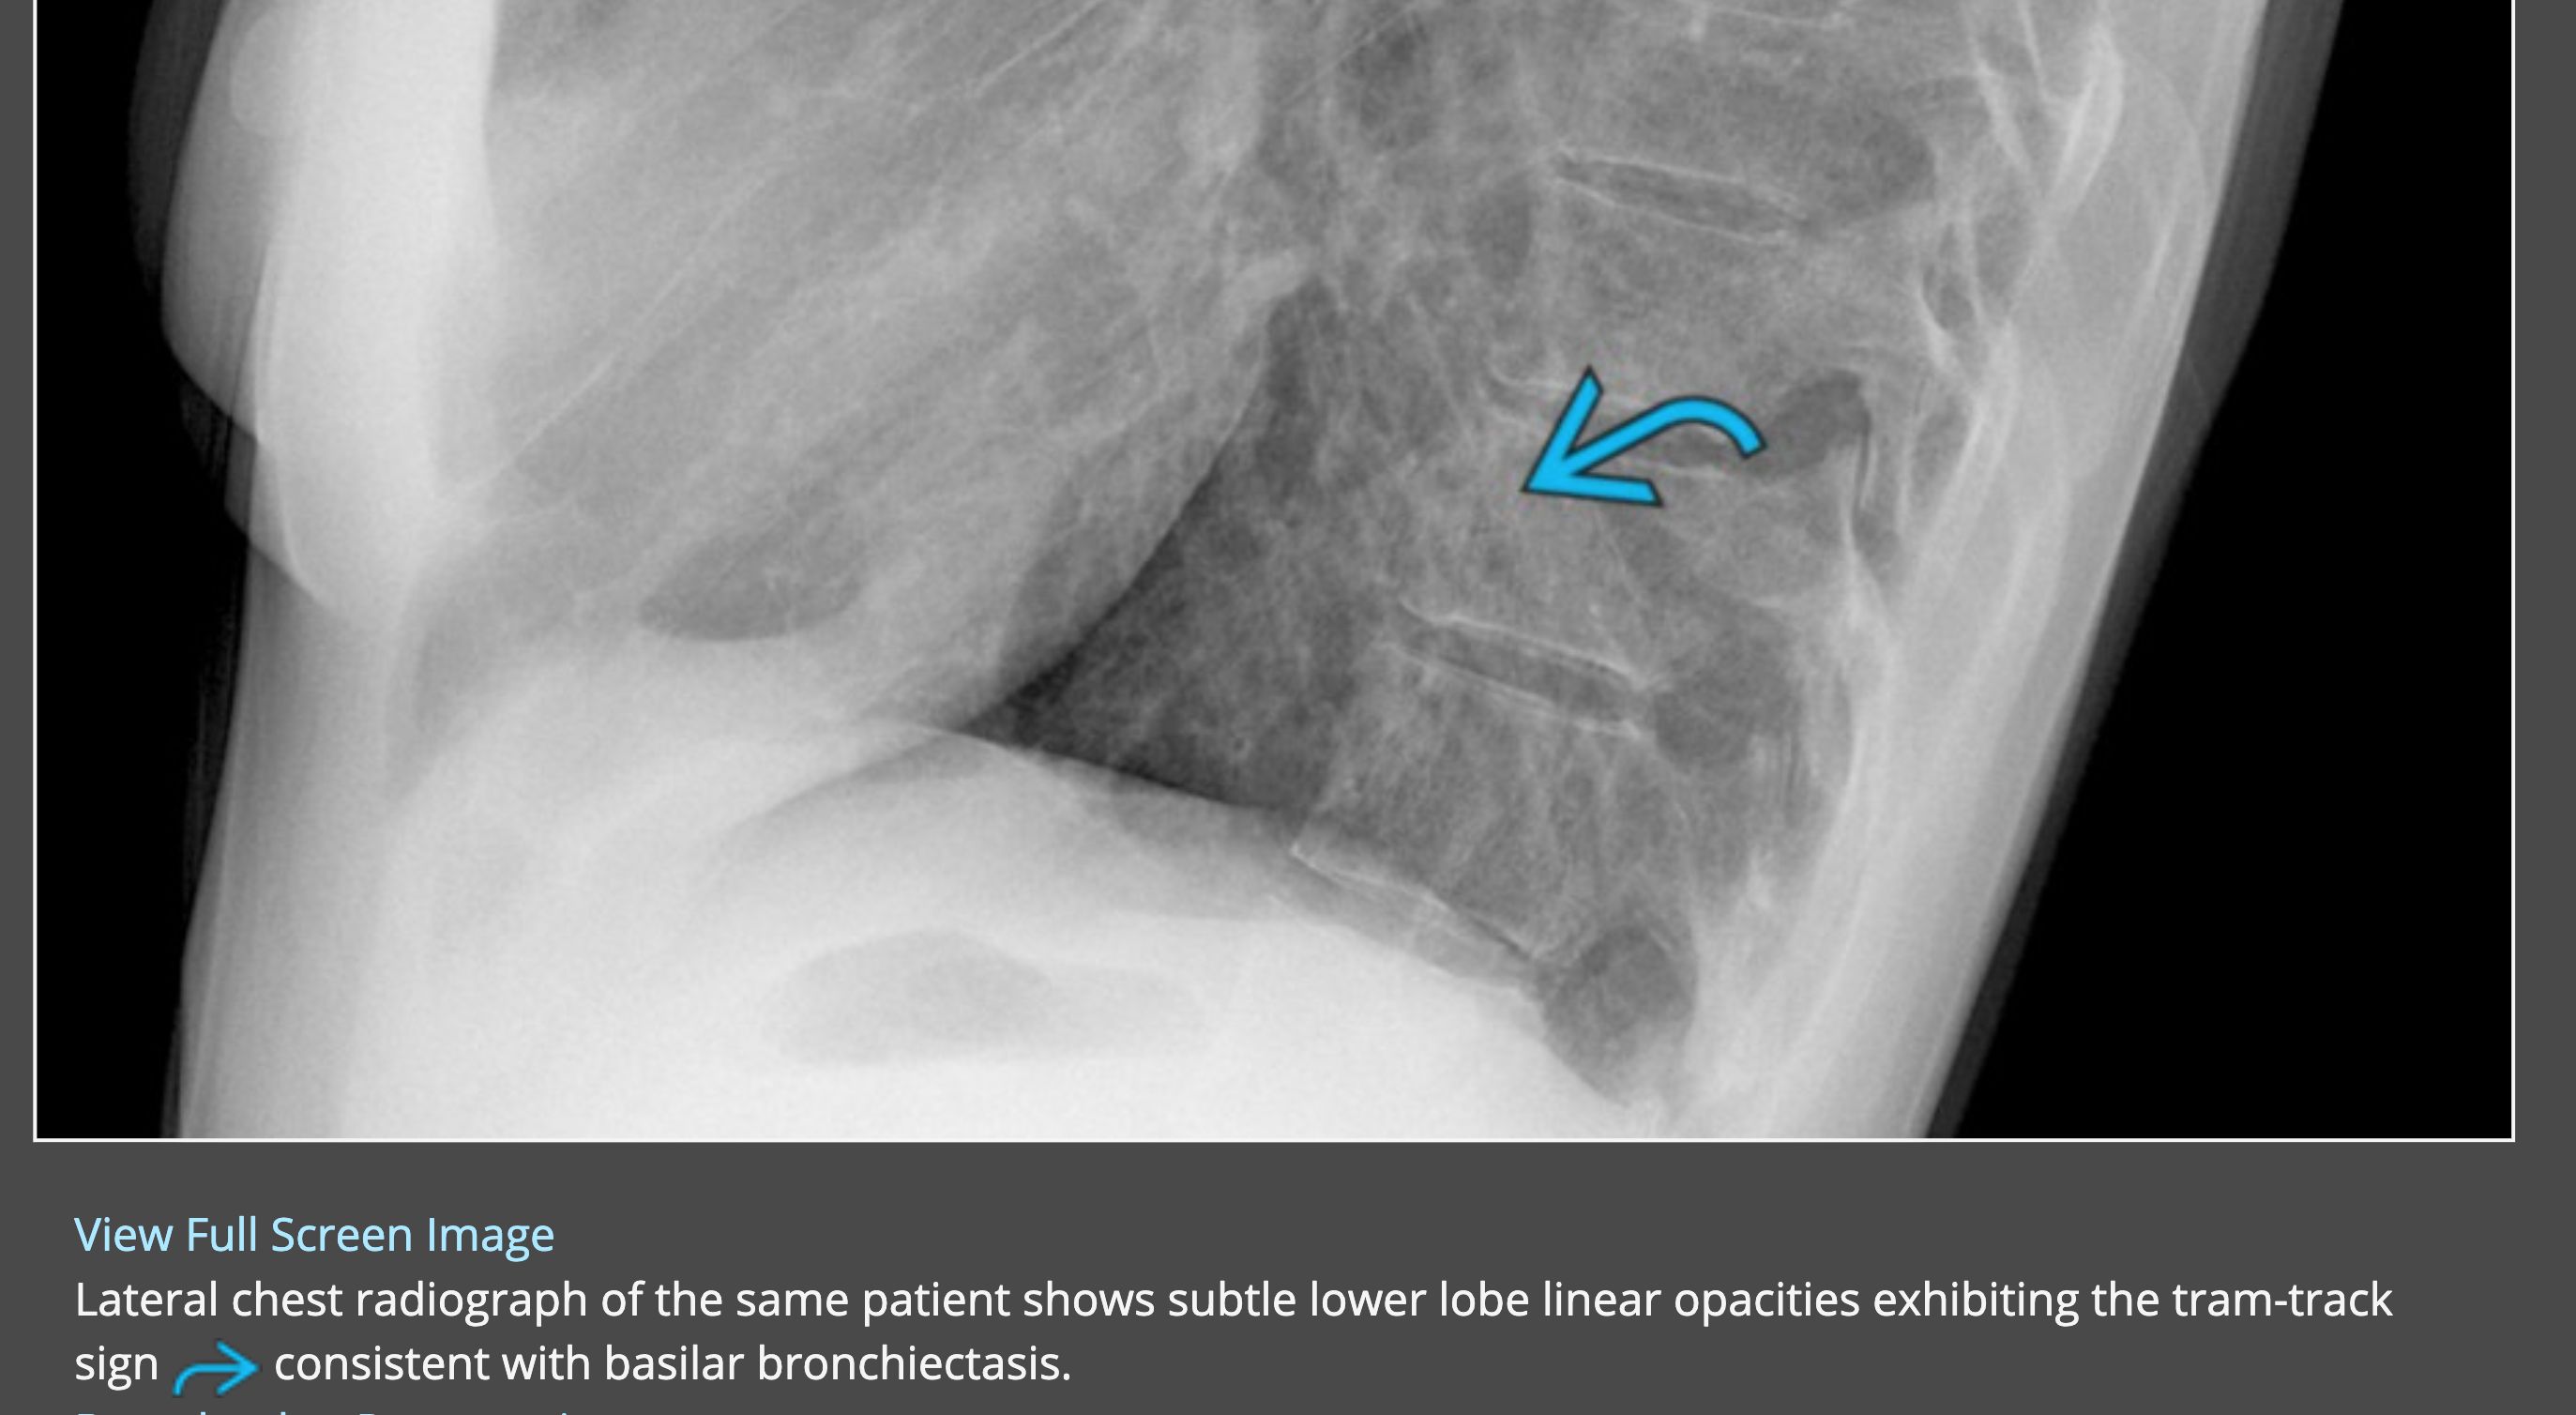 View Full Screen Image
Lateral chest radiograph of the same patient shows subtle lower lobe linear opacities exhibiting the tram-track
sign consistent with basilar bronchiectasis.